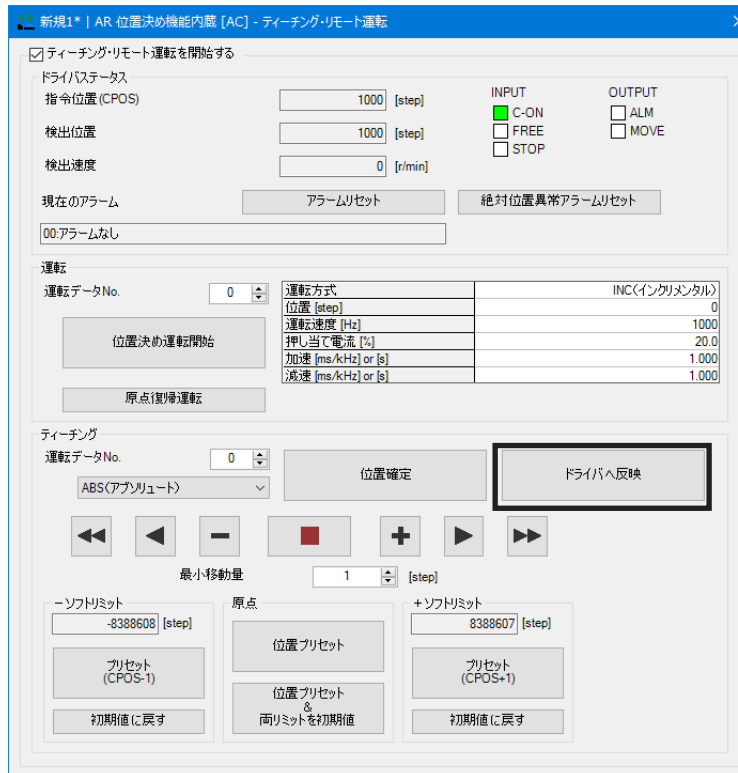 新規1* | AR 位置決め機能内蔵 [AC] - ティーチング・リモート運転
ティーチング・リモート運転を開始する
ドライバステータス
指令位置(CPOS) 1000 [step]
検出位置 1000 [step]
検出速度 0 [r/min]
INPUT
C-ON
FREE
STOP
OUTPUT
ALM
MOVE
現在のアラーム アラームリセット 絶対位置異常アラームリセット
00:アラームなし
運転
運転データNo. 0
位置決め運転開始
原点復帰運転
運転方式 INC(インクリメンタル)
位置 [step] 0
運転速度 [Hz] 1000
押し当て電流 [%] 20.0
加速 [ms/kHz] or [s] 1.000
減速 [ms/kHz] or [s] 1.000
ティーチング
運転データNo. 0
ABS(アブソリュート)
位置確定
ドライバへ反映
最小移動量 1 [step]
－ソフトリミット
-8388608 [step]
プリセット
(CPOS-1)
初期値に戻す
原点
位置プリセット
位置プリセット
&
両リミットを初期値
＋ソフトリミット
8388607 [step]
プリセット
(CPOS+1)
初期値に戻す